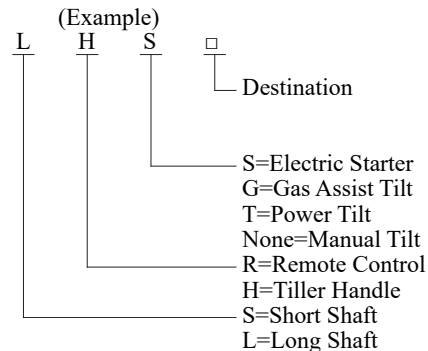 (Example)
L H S □
Destination
S=Electric Starter
G=Gas Assist Tilt
T=Power Tilt
None=Manual Tilt
R=Remote Control
H=Tiller Handle
S=Short Shaft
L=Long Shaft